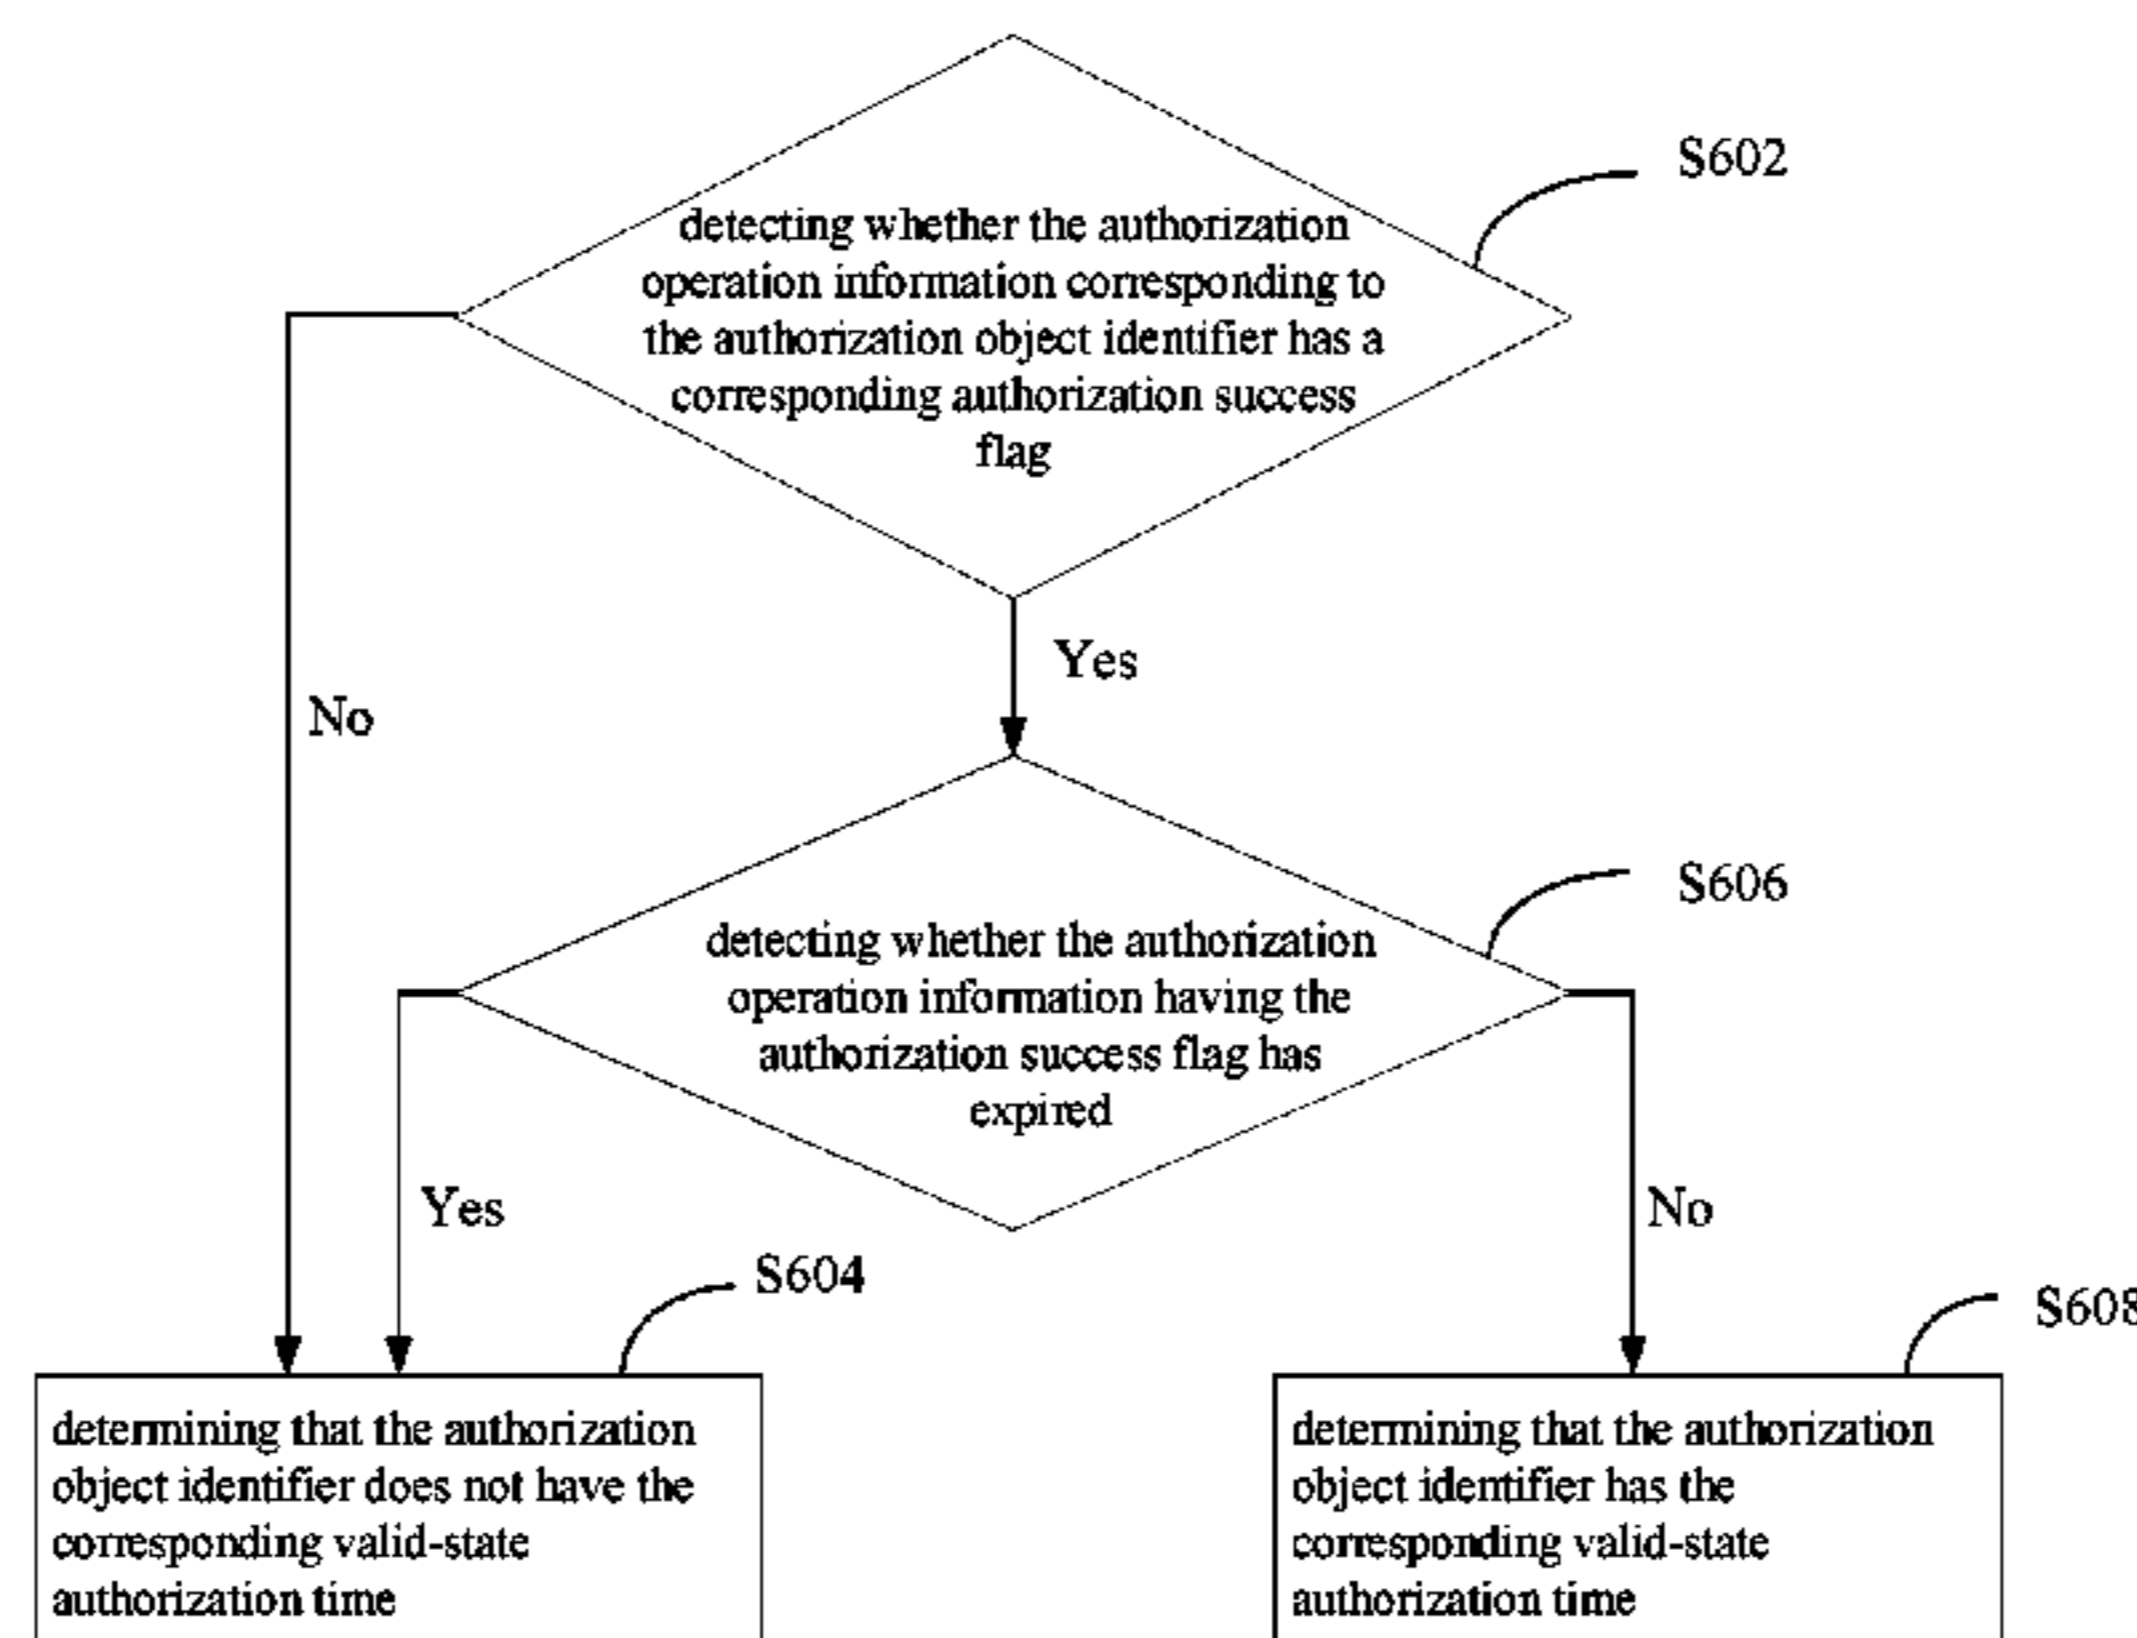 S602
detecting whether the authorization
operation information corresponding to
the authorization object identifier has a
corresponding authorization success
flag
Yes
No
S606
detecting whether the authorization
operation information having the
authorization success flag has
expired
Yes
No
S604
S608
determining that the authorization
object identifier does not have the
corresponding valid-state
authorization time
determining that the authorization
object identifier has the
corresponding valid-state
authorization time